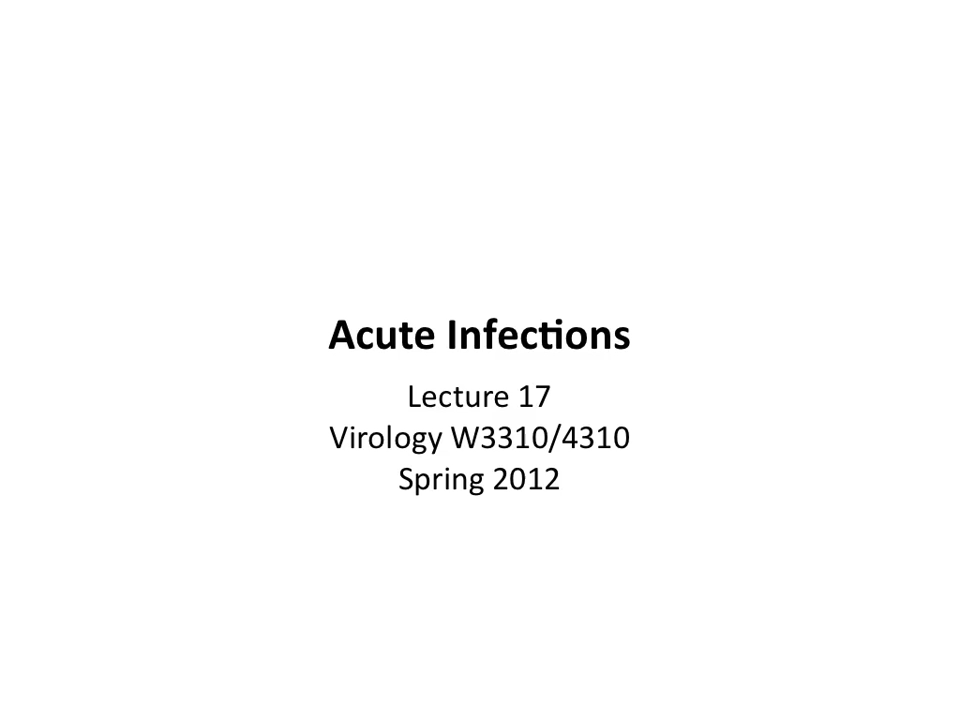 Acute Infections
Lecture 17
Virology W3310/4310
Spring 2012